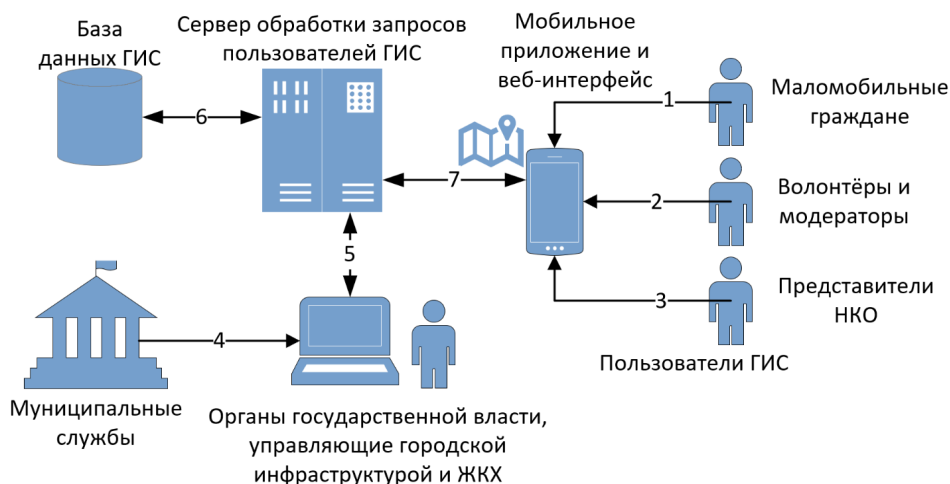 База
данных ГИС
Сервер обработки запросов
пользователей ГИС
Мобильное
приложение и
веб-интерфейс
1
Маломобильные
граждане
6
7
2
Волонтёры и
модераторы
5
3
Представители
НКО
4
Пользователи ГИС
Муниципальные
службы
Органы государственной власти,
управляющие городской
инфраструктурой и ЖКХ